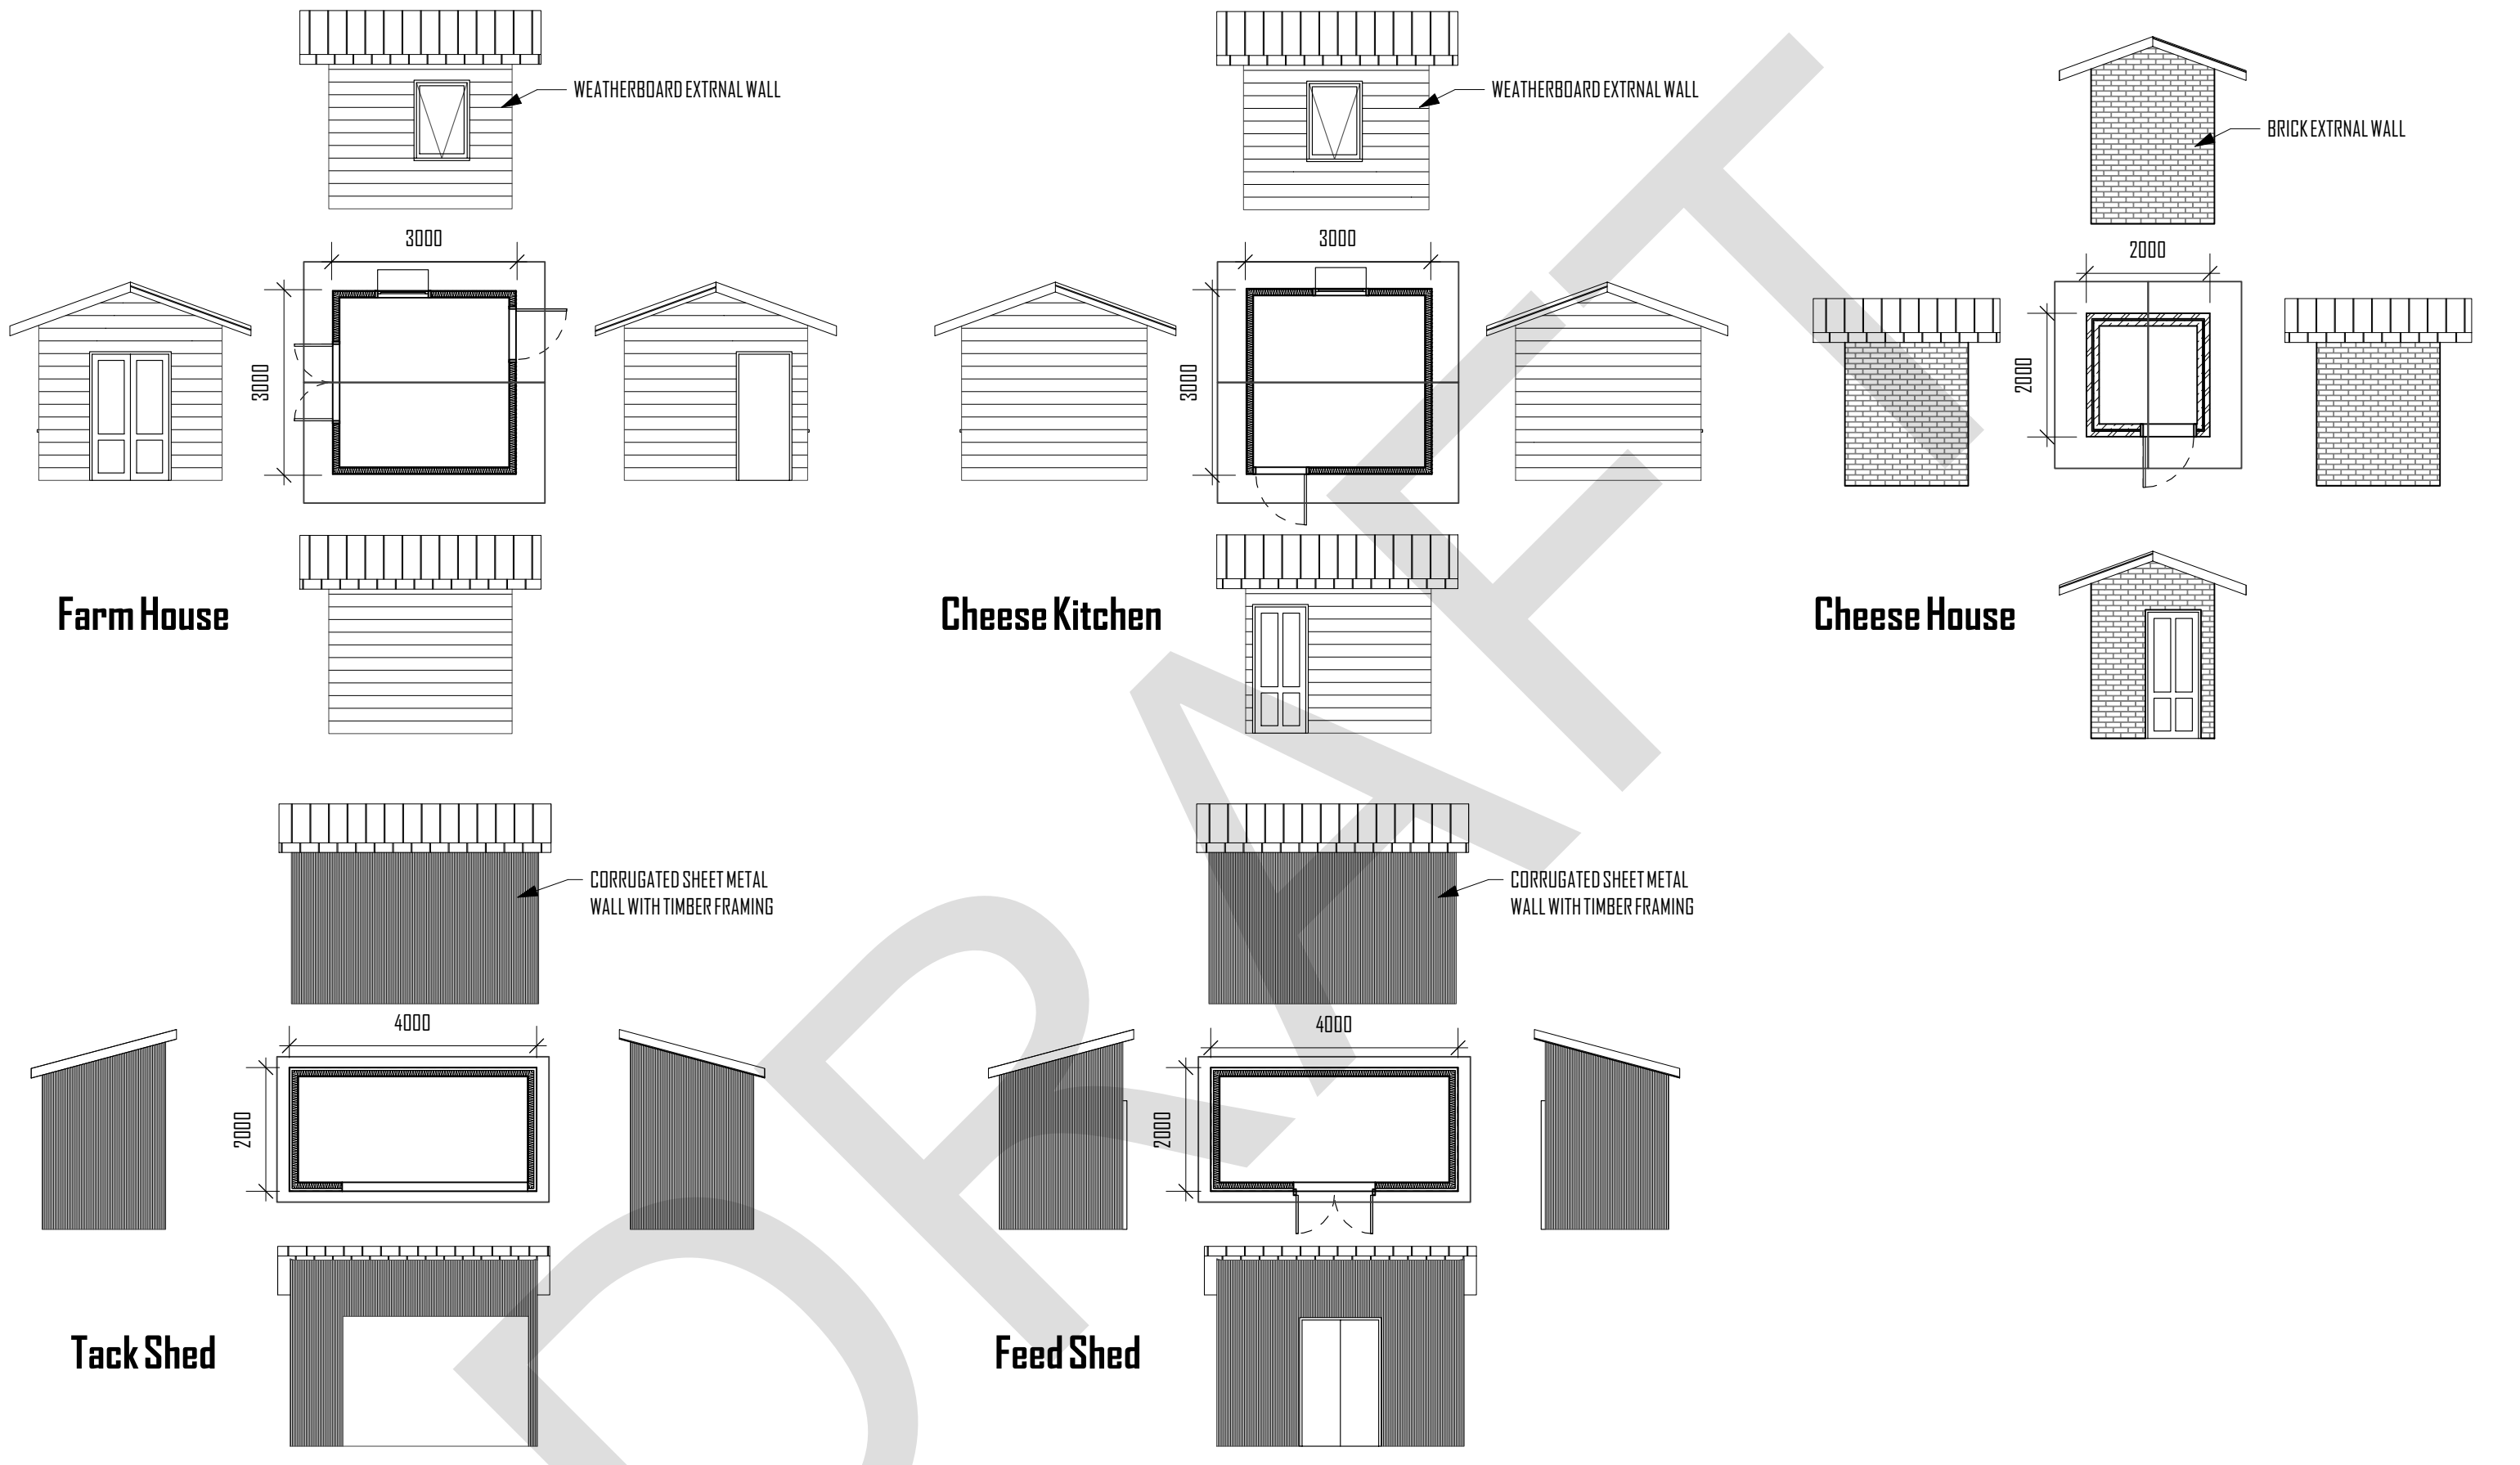 WEATHERBOARD EXTRNAL WALL
3000
3000
Farm House
WEATHERBOARD EXTRNAL WALL
3000
3000
Cheese Kitchen
BRICK EXTRNAL WALL
2000
2000
Cheese House
CORRUGATED SHEET METAL
WALL WITH TIMBER FRAMING
4000
2000
Tack Shed
CORRUGATED SHEET METAL
WALL WITH TIMBER FRAMING
4000
2000
Feed Shed
DRAFT